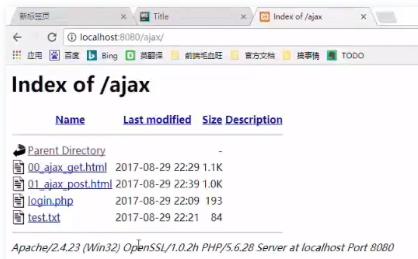 新标签页 Title Index of /ajax
localhost:8080/ajax/
应用 百度 Bing 英翻译 前端毛血旺 官方文档 搞事情 TODO
Index of /ajax
Name Last modified Size Description
Parent Directory -
00_ajax_get.html 2017-08-29 22:29 1.1K
01_ajax_post.html 2017-08-29 22:39 1.0K
login.php 2017-08-29 22:09 193
test.txt 2017-08-29 22:21 84
Apache/2.4.23 (Win32) OpenSSL/1.0.2h PHP/5.6.28 Server at localhost Port 8080